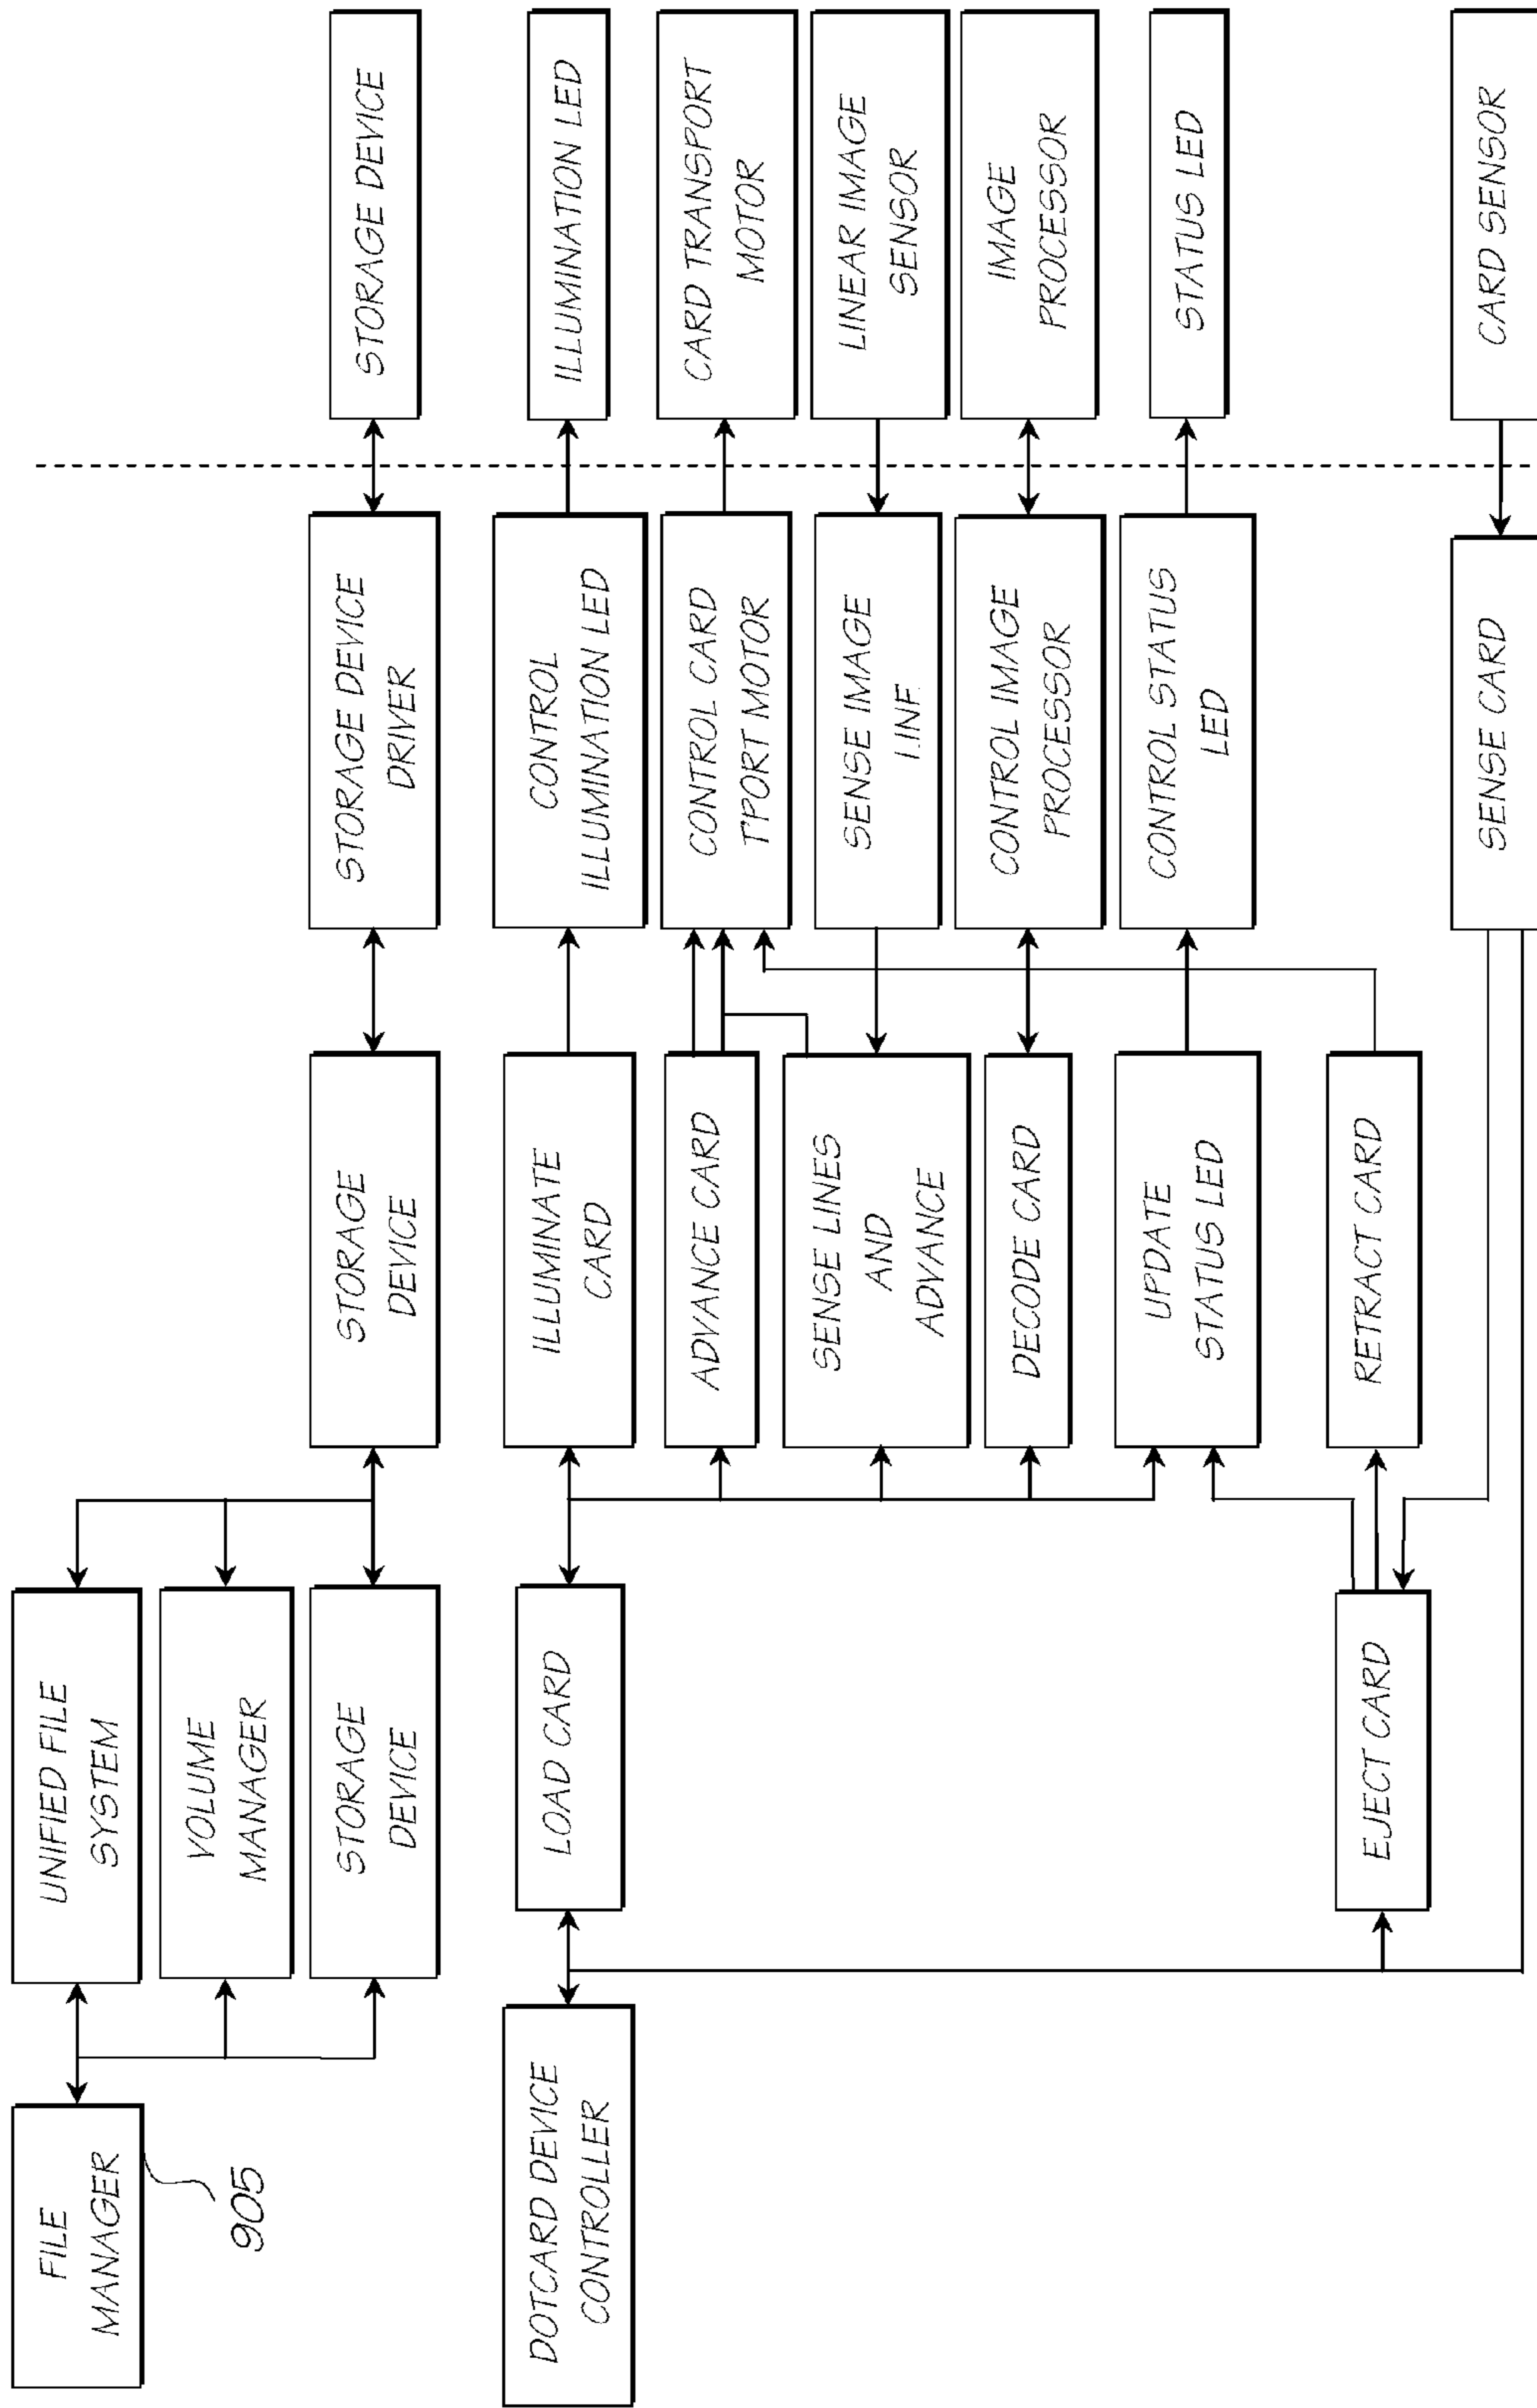 FILE
MANAGER
905
UNIFIED FILE
SYSTEM
VOLUME
MANAGER
STORAGE
DEVICE
STORAGE
DEVICE
STORAGE DEVICE
DRIVER
STORAGE DEVICE
DOTCARD DEVICE
CONTROLLER
LOAD CARD
ILLUMINATE
CARD
CONTROL
ILLUMINATION LED
ILLUMINATION LED
ADVANCE CARD
CONTROL CARD
T'PORT MOTOR
CARD TRANSPORT
MOTOR
SENSE LINES
AND
ADVANCE
SENSE IMAGE
LINE
LINEAR IMAGE
SENSOR
DECODE CARD
CONTROL IMAGE
PROCESSOR
IMAGE
PROCESSOR
UPDATE
STATUS LED
CONTROL STATUS
LED
STATUS LED
EJECT CARD
RETRACT CARD
SENSE CARD
CARD SENSOR